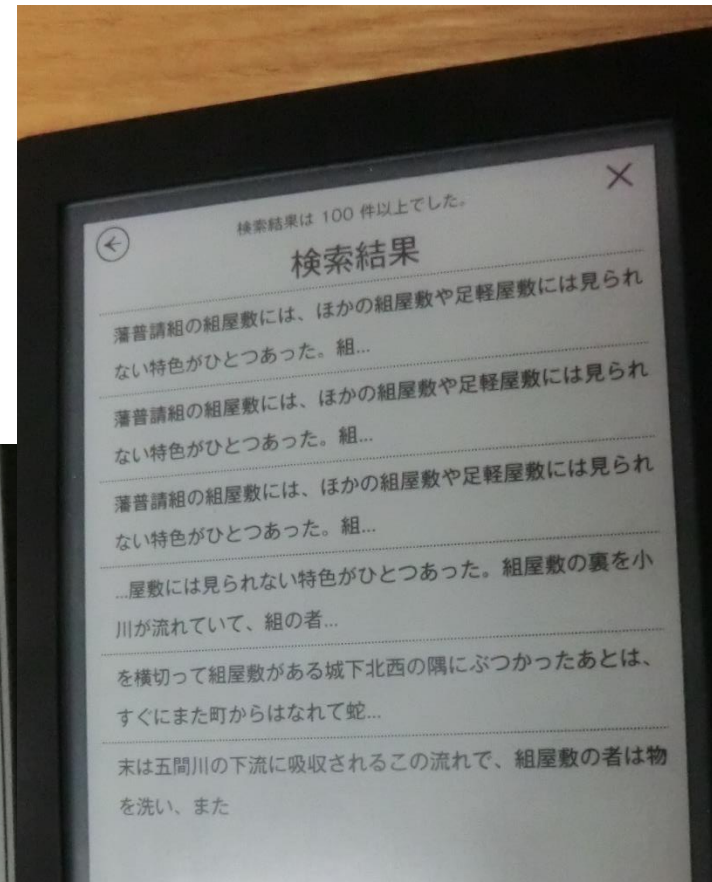 検索結果は 100 件以上でした。
検索結果
藩普請組の組屋敷には、ほかの組屋敷や足軽屋敷には見られ
ない特色がひとつあった。組...
藩普請組の組屋敷には、ほかの組屋敷や足軽屋敷には見られ
ない特色がひとつあった。組...
藩普請組の組屋敷には、ほかの組屋敷や足軽屋敷には見られ
ない特色がひとつあった。組...
...屋敷には見られない特色がひとつあった。組屋敷の裏を小
川が流れていて、組の者...
を横切って組屋敷がある城下北西の隅にぶつかったあとは、
すぐにまた町からはなれて蛇...
末は五間川の下流に吸収されるこの流れで、組屋敷の者は物
を洗い、また